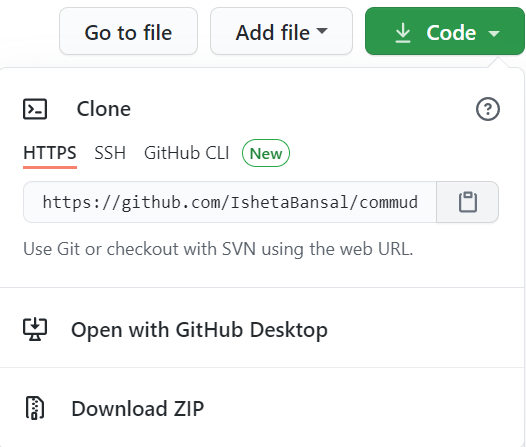 Go to file Add file Code
Clone
HTTPS SSH GitHub CLI New
https://github.com/IshetaBansal/commud
Use Git or checkout with SVN using the web URL.
Open with GitHub Desktop
Download ZIP